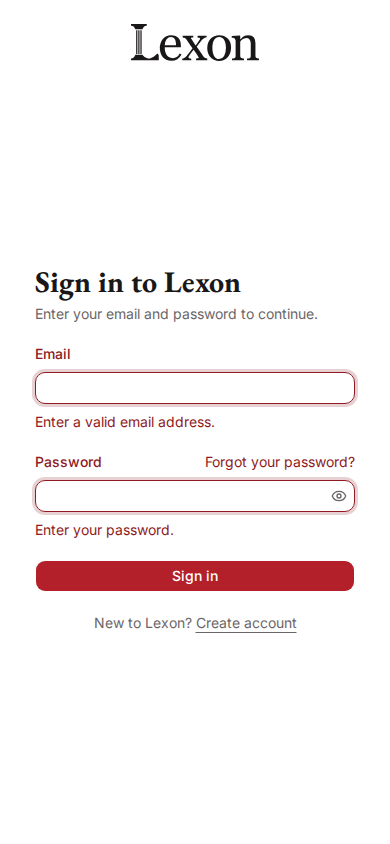 Lexon
Sign in to Lexon
Enter your email and password to continue.
Email
Enter a valid email address.
Password Forgot your password?
Enter your password.
Sign in
New to Lexon? Create account